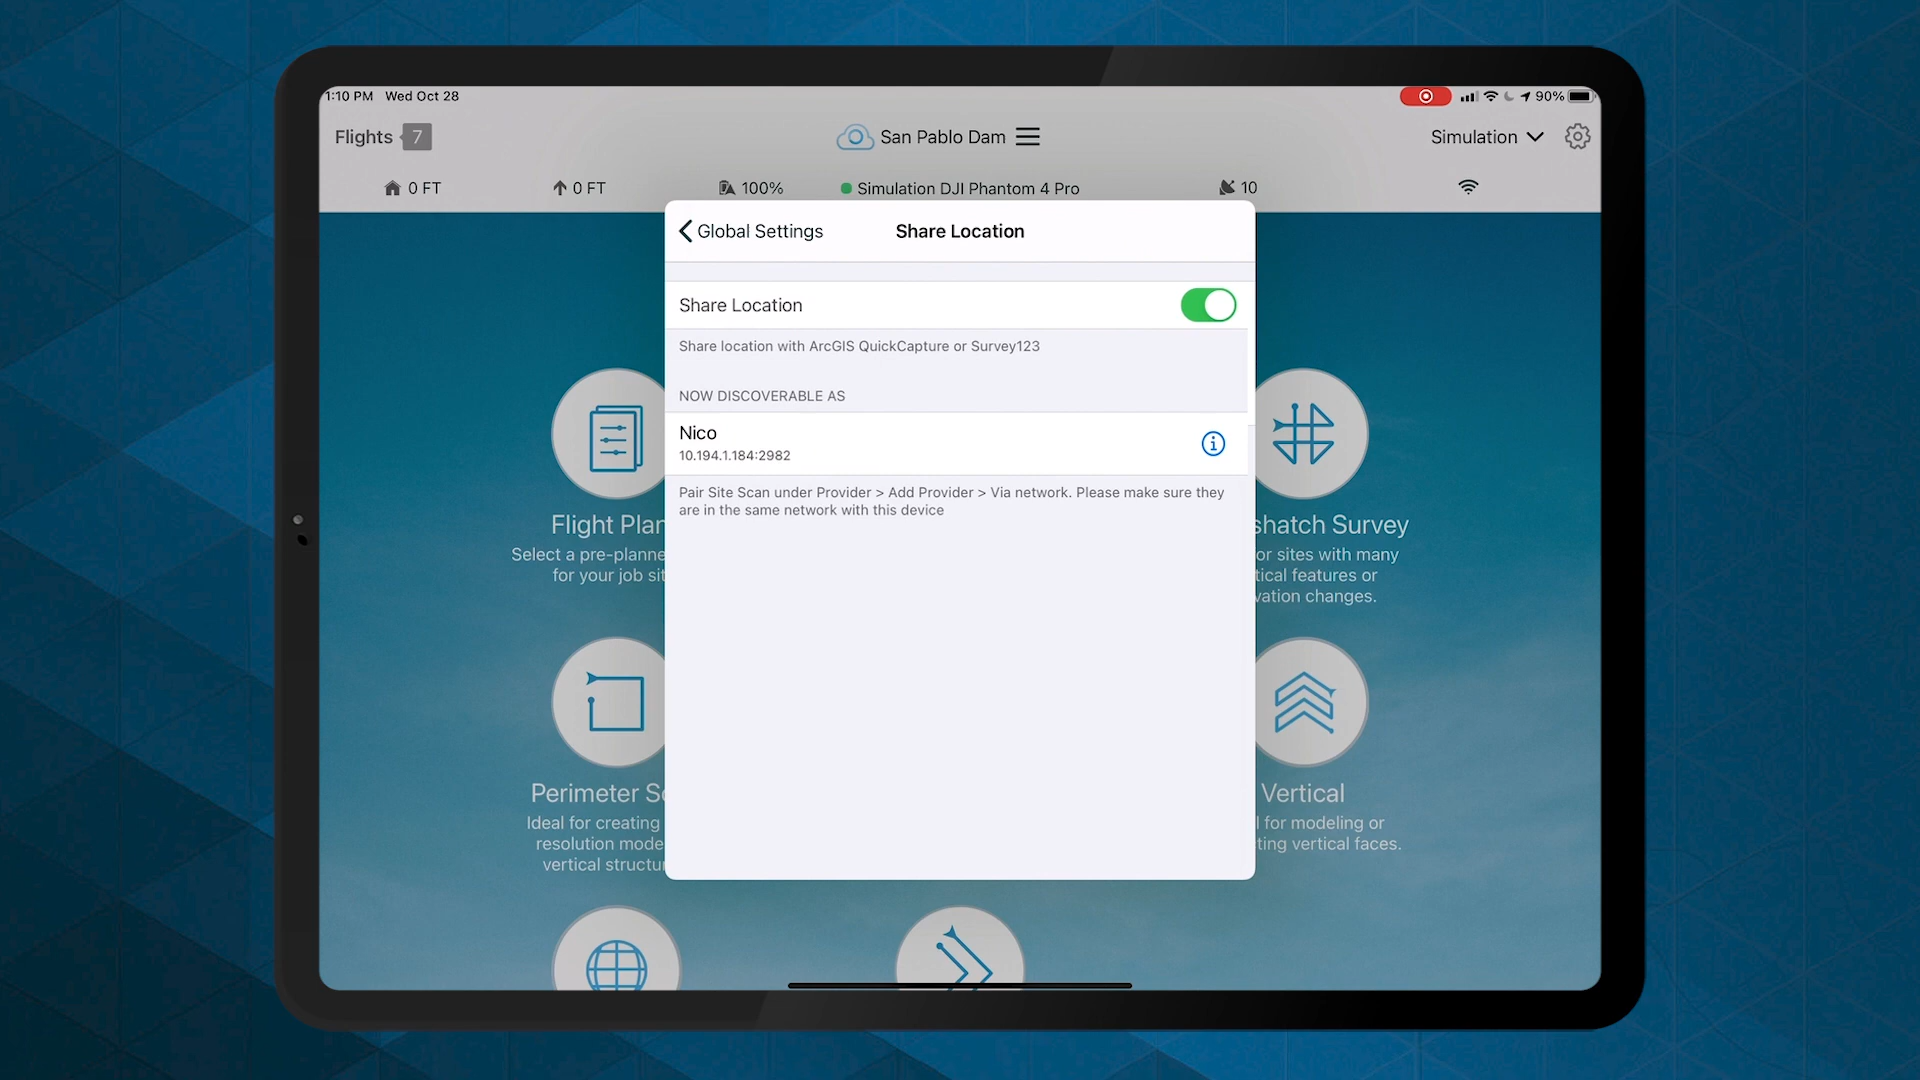 1:10 PM Wed Oct 28
90%
Flights 7
San Pablo Dam
Simulation
0 FT
0 FT
100%
Simulation DJI Phantom 4 Pro
10
Global Settings
Share Location
Share Location
Share location with ArcGIS QuickCapture or Survey123
NOW DISCOVERABLE AS
Nico
10.194.1.184:2982
Pair Site Scan under Provider > Add Provider > Via network. Please make sure they
are in the same network with this device
Flight Plan
Select a pre-planne
for your job sit
shatch Survey
or sites with many
tical features or
vation changes.
Perimeter Sc
Ideal for creating
resolution mode
vertical structu
Vertical
l for modeling or
ting vertical faces.